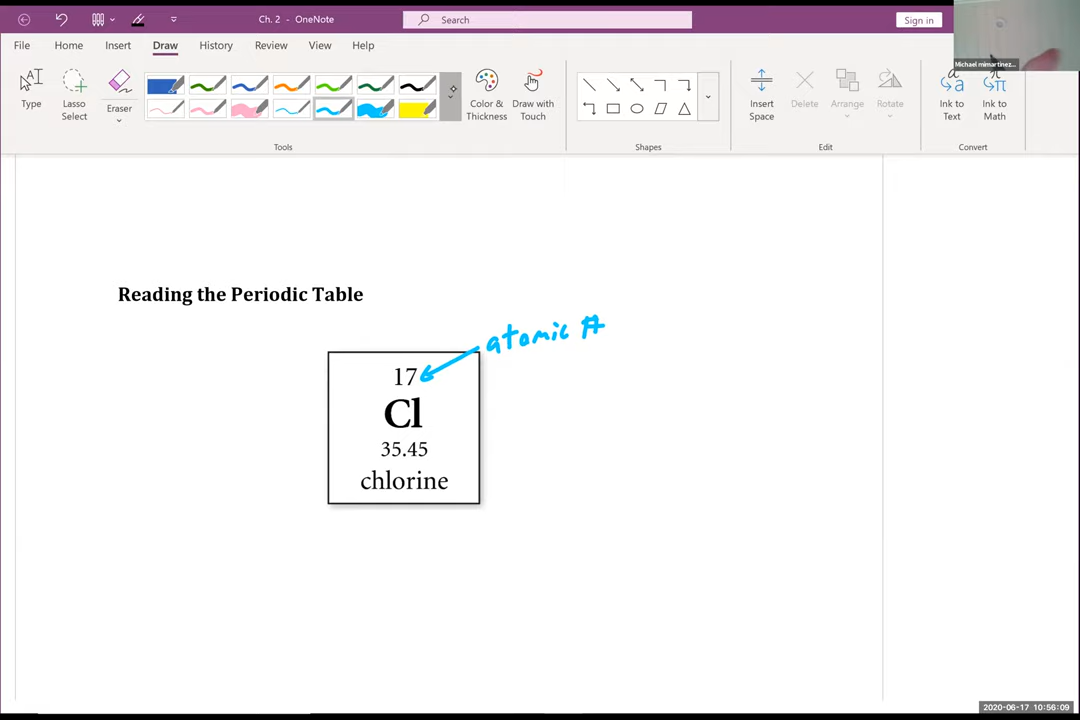 Ch. 2 - OneNote
Search
Sign in
File Home Insert Draw History Review View Help
Michael mimartinez...
Type
Lasso Select
Eraser
Color & Thickness
Draw with Touch
Insert Space
Delete
Arrange
Rotate
Ink to Text
Ink to Math
Tools
Shapes
Edit
Convert
Reading the Periodic Table
atomic #
17
Cl
35.45
chlorine
2020-06-17 10:56:09